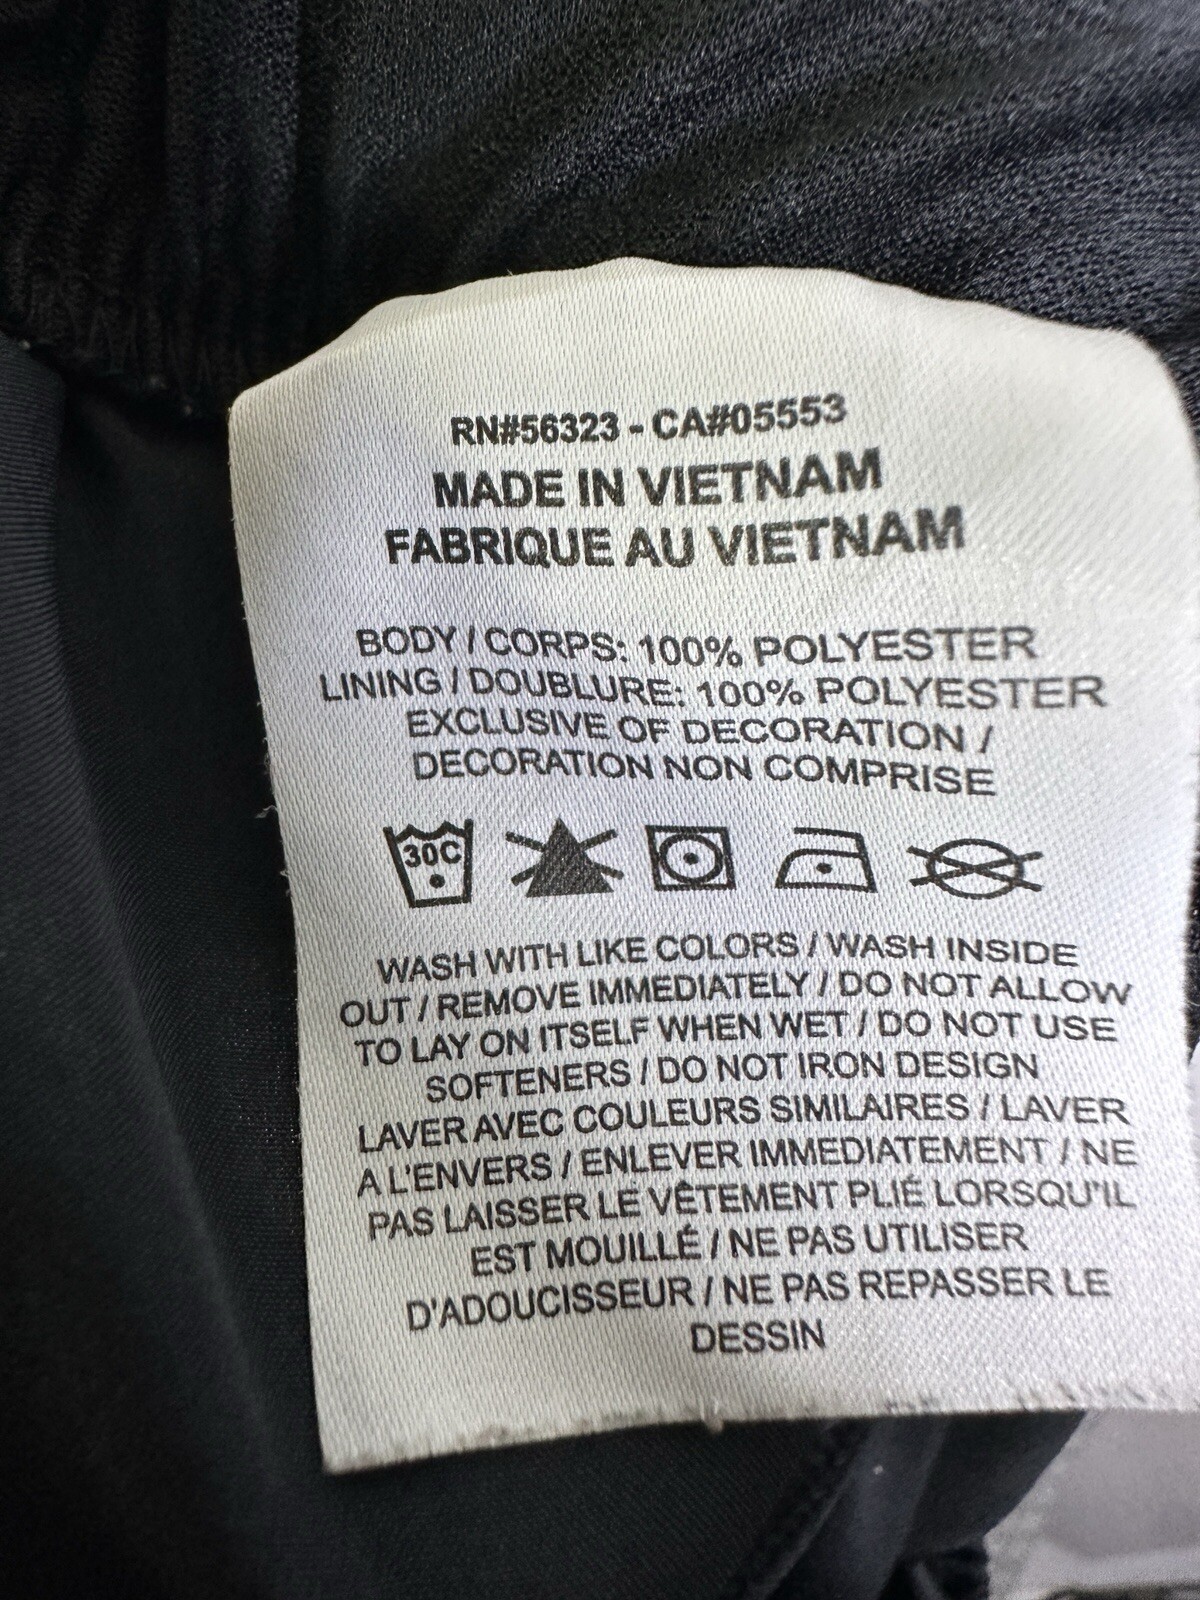 RN#56323 - CA#05553
MADE IN VIETNAM
FABRIQUE AU VIETNAM
BODY / CORPS: 100% POLYESTER
LINING / DOUBLURE: 100% POLYESTER
EXCLUSIVE OF DECORATION /
DECORATION NON COMPRISE
30C
WASH WITH LIKE COLORS / WASH INSIDE
OUT / REMOVE IMMEDIATELY / DO NOT ALLOW
TO LAY ON ITSELF WHEN WET / DO NOT USE
SOFTENERS / DO NOT IRON DESIGN
LAVER AVEC COULEURS SIMILAIRES / LAVER
A L'ENVERS / ENLEVER IMMEDIATEMENT / NE
PAS LAISSER LE VÊTEMENT PLIÉ LORSQU'IL
EST MOUILLÉ / NE PAS UTILISER
D'ADOUCISSEUR / NE PAS REPASSER LE
DESSIN